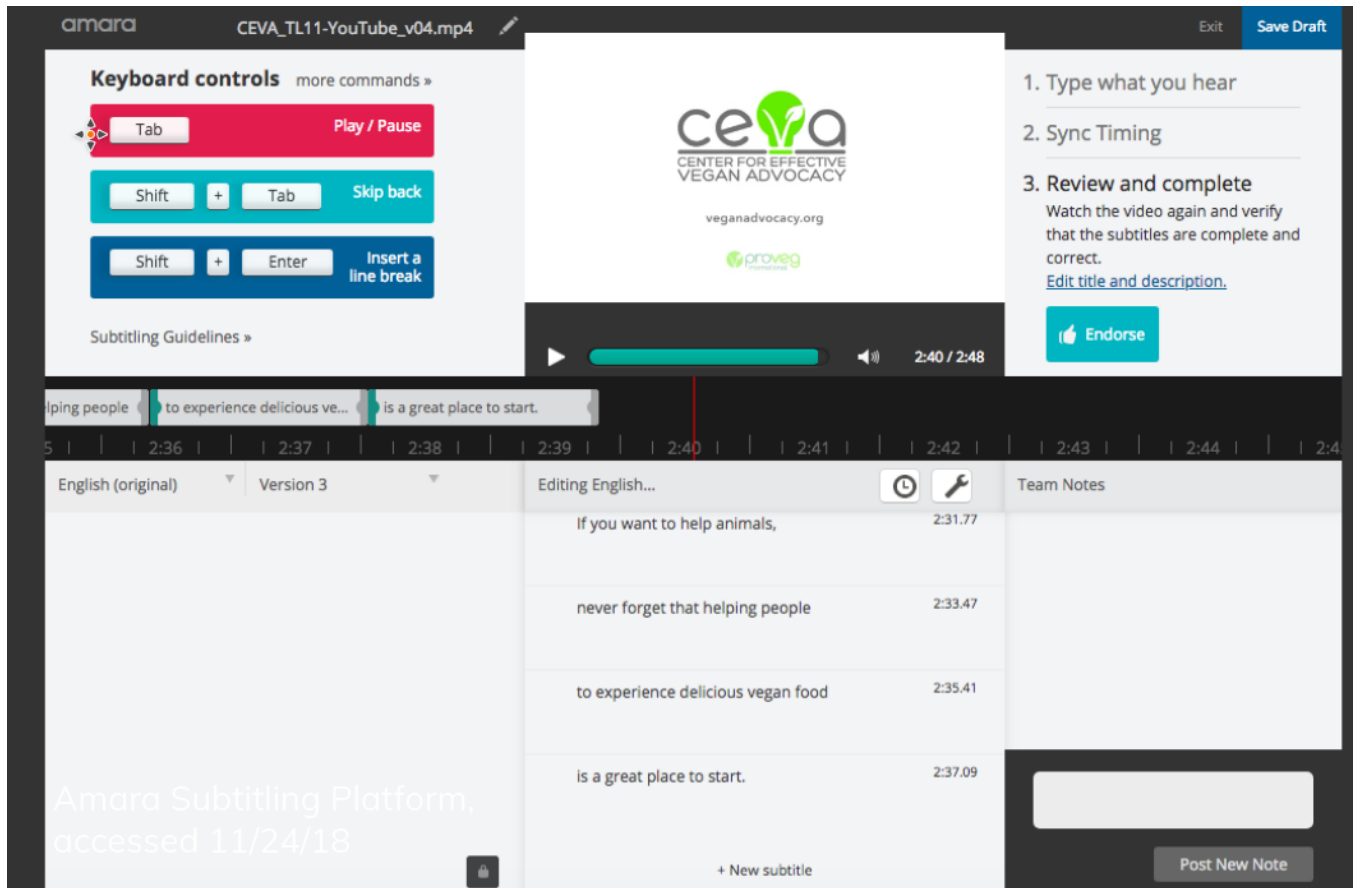 amara
CEVA_TL11-YouTube_v04.mp4
Exit
Save Draft
Keyboard controls more commands »
Tab
Play / Pause
Shift + Tab
Skip back
Shift + Enter
Insert a
line break
Subtitling Guidelines »
ceva
CENTER FOR EFFECTIVE
VEGAN ADVOCACY
veganadvocacy.org
proveg
international
2:40 / 2:48
1. Type what you hear
2. Sync Timing
3. Review and complete
Watch the video again and verify
that the subtitles are complete and
correct.
Edit title and description.
Endorse
lping people
to experience delicious ve...
is a great place to start.
5 2:36 2:37 2:38 2:39 2:40 2:41 2:42 2:43 2:44 2:4
English (original)
Version 3
Editing English...
Team Notes
If you want to help animals,
2:31.77
never forget that helping people
2:33.47
to experience delicious vegan food
2:35.41
is a great place to start.
2:37.09
+ New subtitle
Amara Subtitling Platform,
accessed 11/24/18
Post New Note